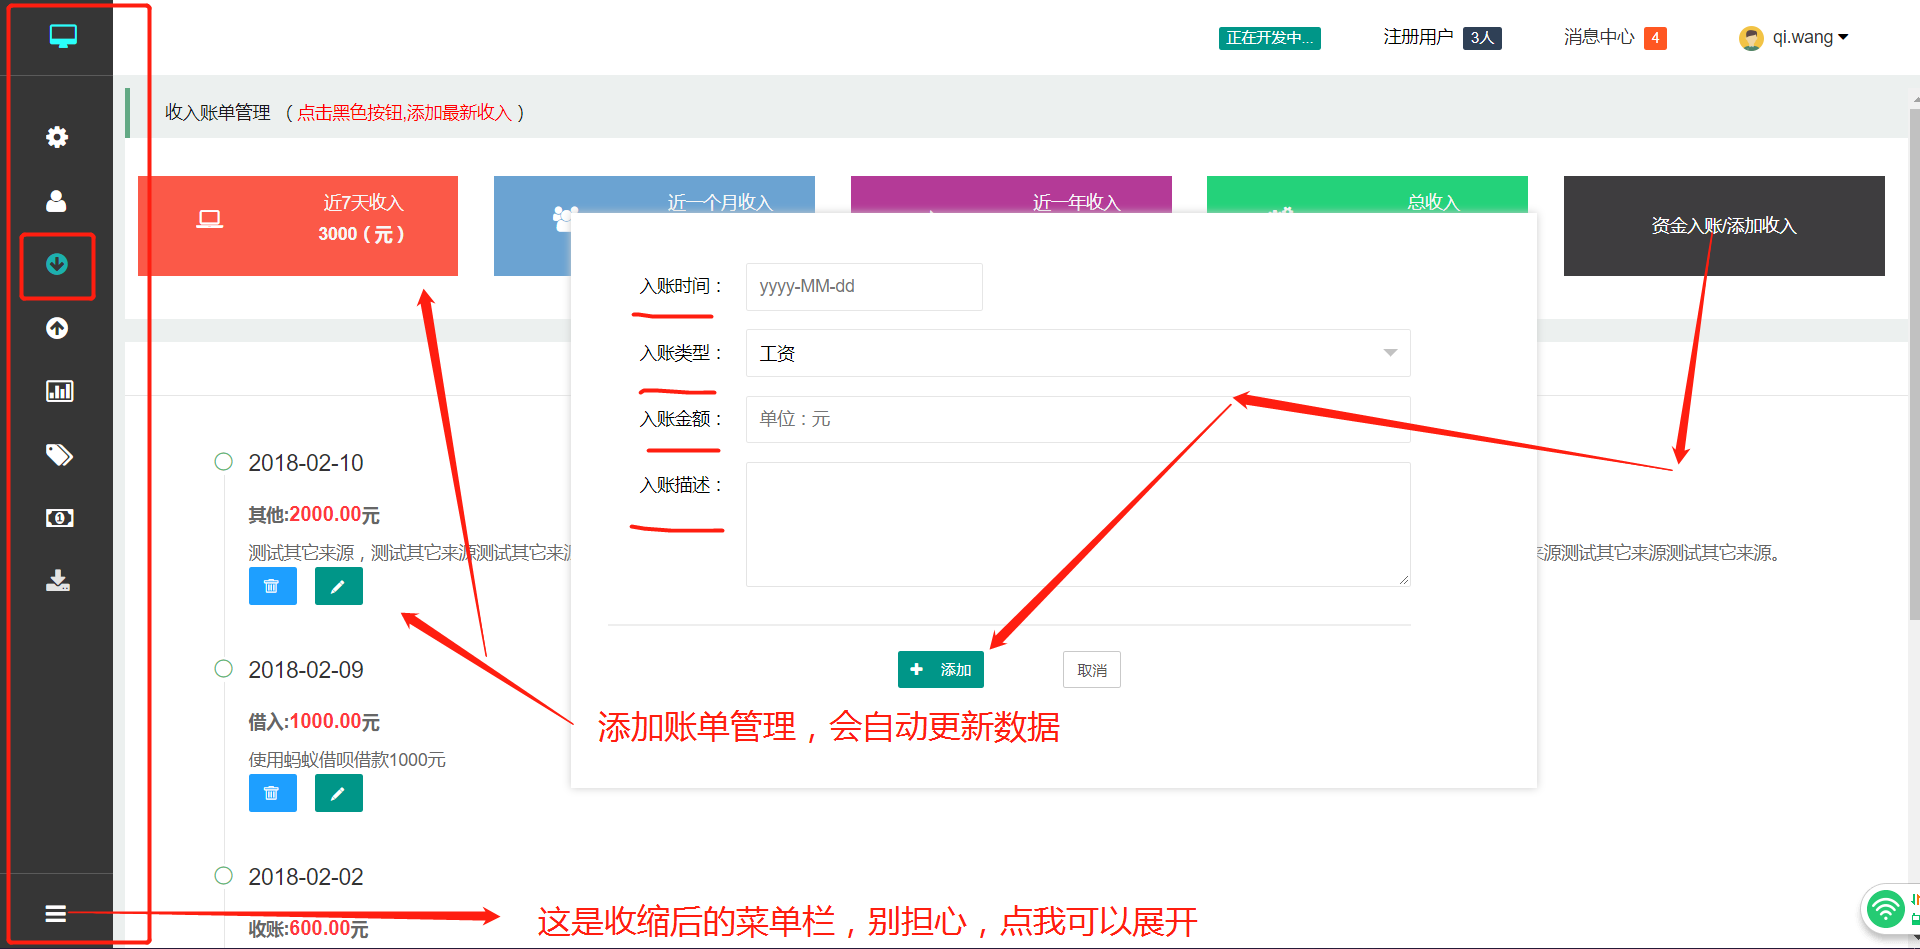 正在开发中...
注册用户 3人
消息中心 4
qi.wang
收入账单管理 （点击黑色按钮,添加最新收入）
近7天收入
3000（元）
近一个月收入
近一年收入
总收入
资金入账/添加收入
入账时间：
yyyy-MM-dd
入账类型：
工资
入账金额：
单位：元
入账描述：
添加
取消
添加账单管理，会自动更新数据
2018-02-10
其他:2000.00元
测试其它来源，测试其它来源测试其它来
源测试其它来源测试其它来源。
2018-02-09
借入:1000.00元
使用蚂蚁借呗借款1000元
2018-02-02
收账:600.00元
这是收缩后的菜单栏，别担心，点我可以展开